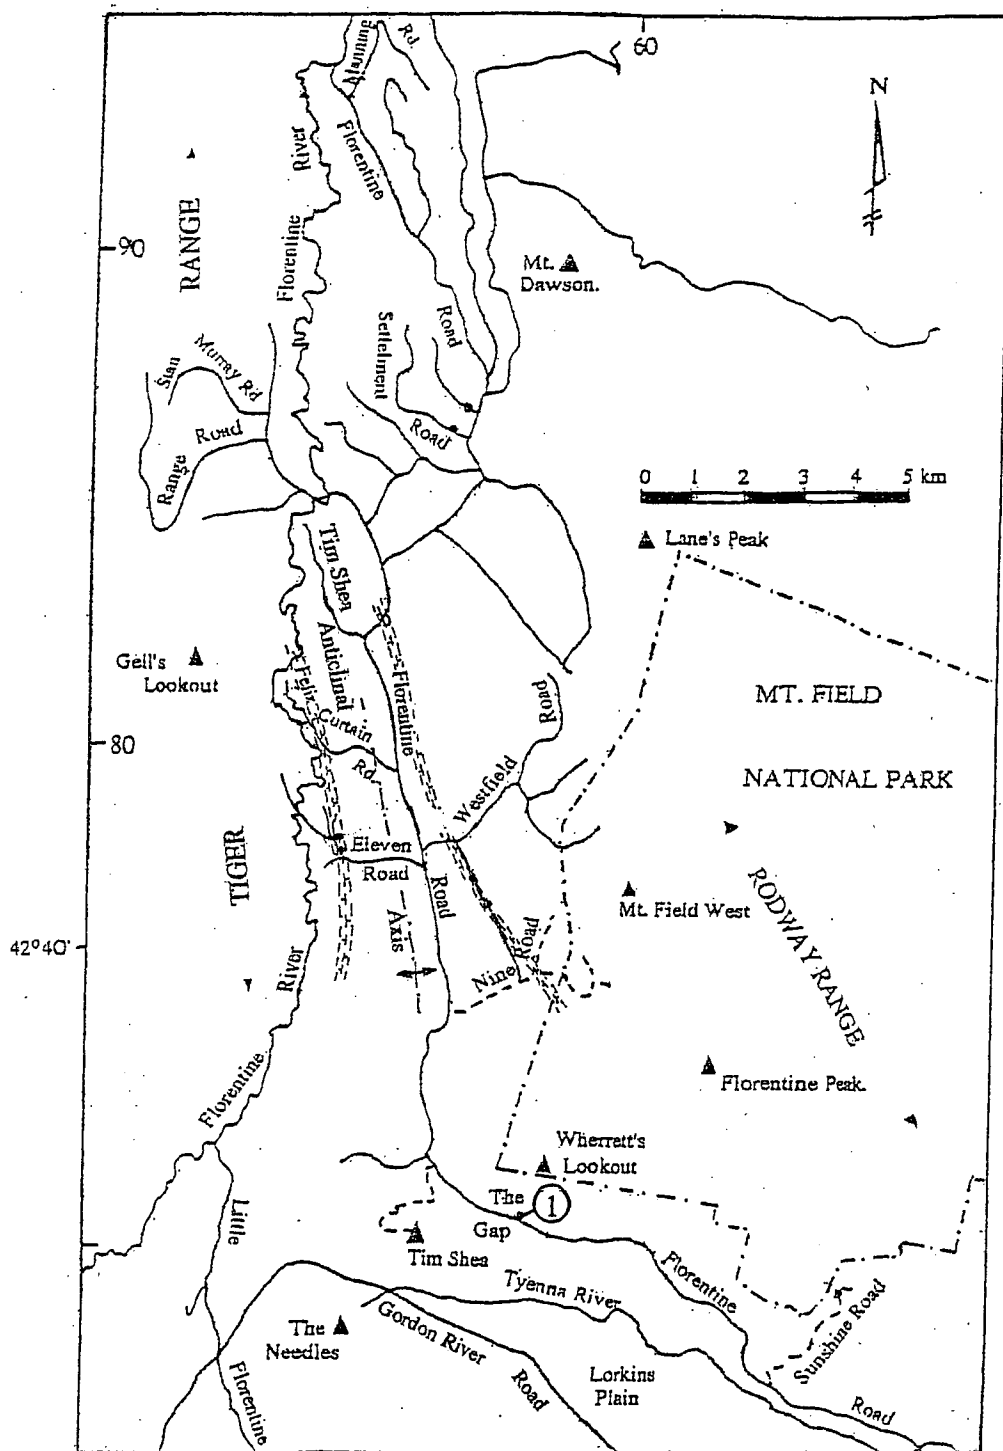 60
N
Manning
Rd.
Florentine
Road
River
Florentine
RANGE
90
Mt.
Dawson.
Settelment
Road
Stan
Murray Rd
Range
Road
0 1 2 3 4 5 km
Lane's Peak
Tim Shea
Anticlinal
Axis
Gell's
Lookout
Felix
Curtain
Rd.
Florentine
Road
MT. FIELD
NATIONAL PARK
80
Westfield
Road
Eleven
Road
TIGER
Mt. Field West
RODWAY RANGE
42°40'
River
Florentine
Nine
Road
Florentine Peak.
Wherrett's
Lookout
The
Gap
1
Little
Florentine
Tim Shea
Tyenna River
Florentine
Road
Sunshine Road
The
Needles
Gordon River
Road
Lorkins
Plain